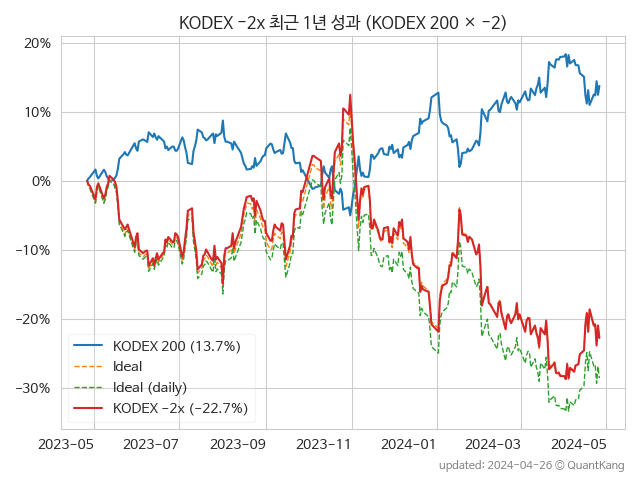 KODEX -2x 최근 1년 성과 (KODEX 200 × -2)
20%
10%
0%
−10%
−20%
−30%
KODEX 200 (13.7%)
Ideal
Ideal (daily)
KODEX -2x (-22.7%)
2023-05 2023-07 2023-09 2023-11 2024-01 2024-03 2024-05
updated: 2024-04-26 © QuantKang